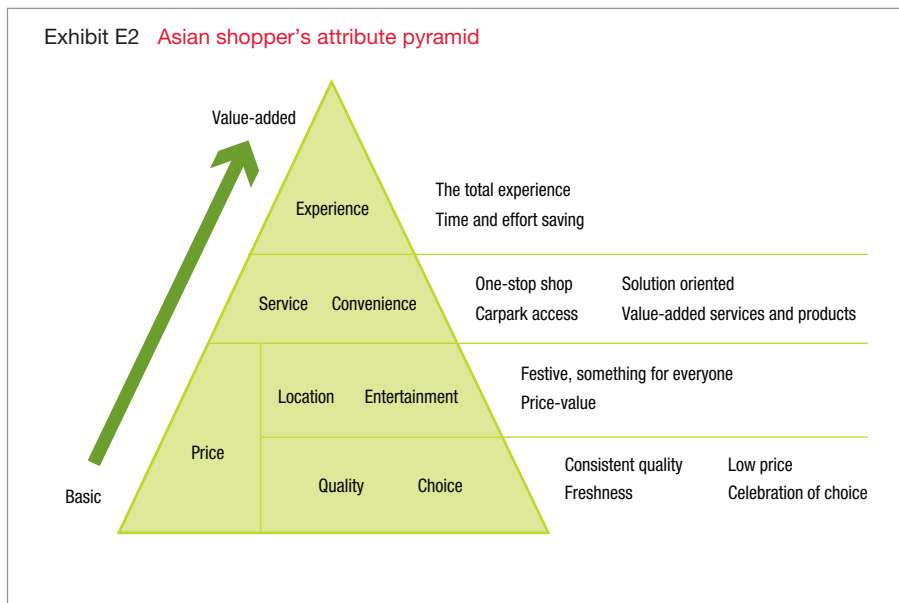 Exhibit E2 Asian shopper's attribute pyramid
Value-added
Experience
The total experience
Time and effort saving
Service Convenience
One-stop shop Solution oriented
Carpark access Value-added services and products
Location Entertainment
Festive, something for everyone
Price-value
Price
Quality Choice
Consistent quality Low price
Freshness Celebration of choice
Basic